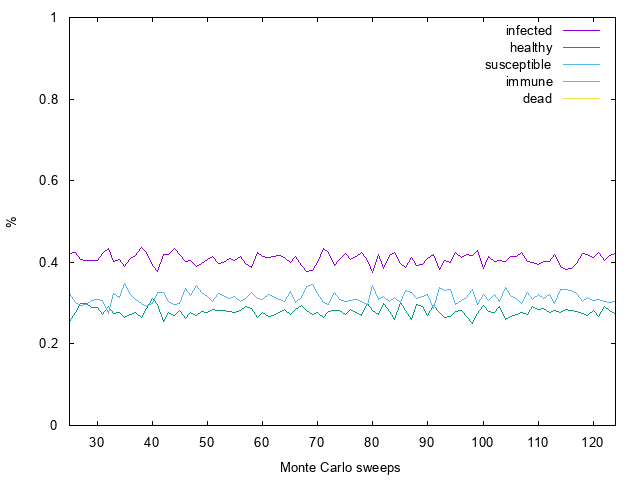 1
infected
healthy
susceptible
immune
dead
0.8
0.6
%
0.4
0.2
0
30 40 50 60 70 80 90 100 110 120
Monte Carlo sweeps